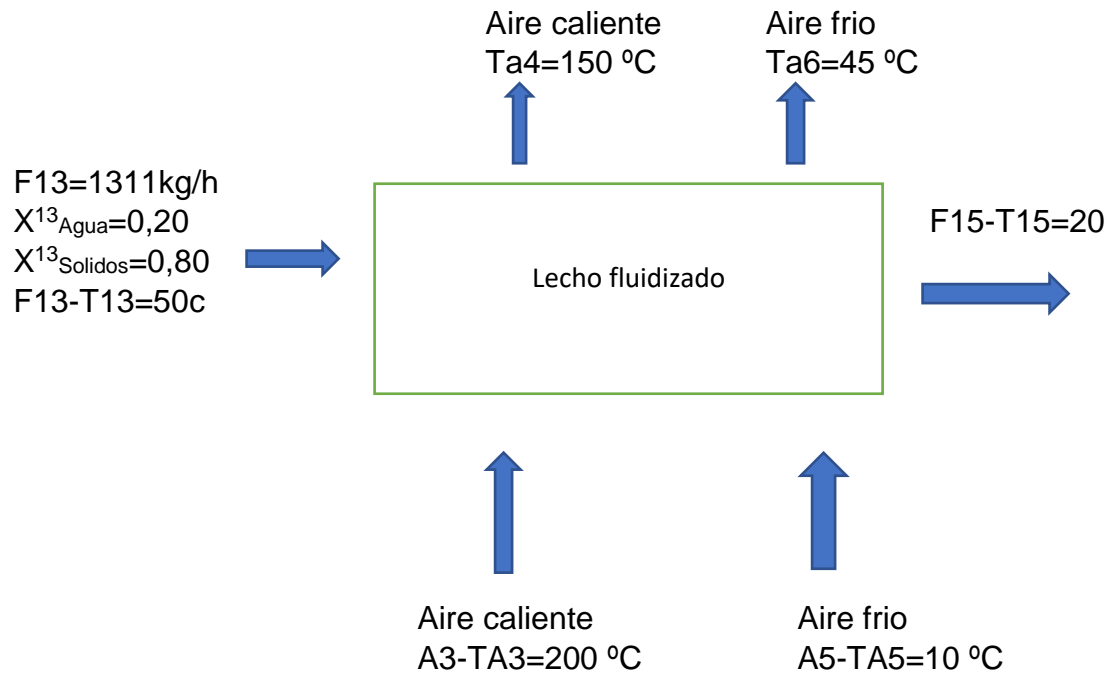 Aire caliente
Ta4=150 ºC
Aire frio
Ta6=45 ºC
F13=1311kg/h
X¹³Agua=0,20
X¹³Solidos=0,80
F13-T13=50c
Lecho fluidizado
F15-T15=20
Aire caliente
A3-TA3=200 ºC
Aire frio
A5-TA5=10 ºC